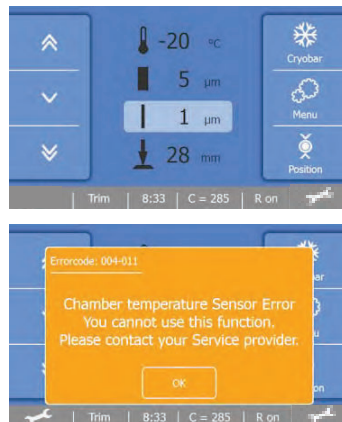 -20 °C
Cryobar
5 µm
1 µm
Menu
28 mm
Position
Trim | 8:33 | C = 285 | R on
Errorcode: 004-011
ar
Chamber temperature Sensor Error
You cannot use this function.
Please contact your Service provider.
u
OK
on
Trim | 8:33 | C = 285 | R on